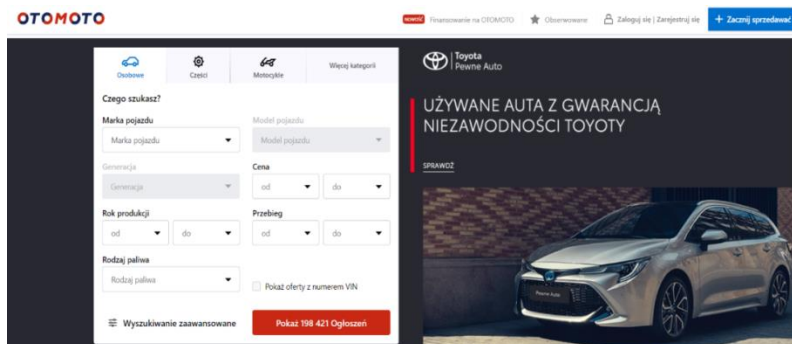 OTOMOTO
nowość Finansowanie na OTOMOTO Obserwowane Zaloguj się | Zarejestruj się + Zacznij sprzedawać
Osobowe Części Motocykle Więcej kategorii
Czego szukasz?
Marka pojazdu Model pojazdu
Marka pojazdu Model pojazdu
Generacja Cena
Generacja od do
Rok produkcji Przebieg
od do od do
Rodzaj paliwa
Rodzaj paliwa
Pokaż oferty z numerem VIN
Wyszukiwanie zaawansowane Pokaż 198 421 Ogłoszeń
Toyota
Pewne Auto
UŻYWANE AUTA Z GWARANCJĄ
NIEZAWODNOŚCI TOYOTY
SPRAWDŹ
Pewne Auto